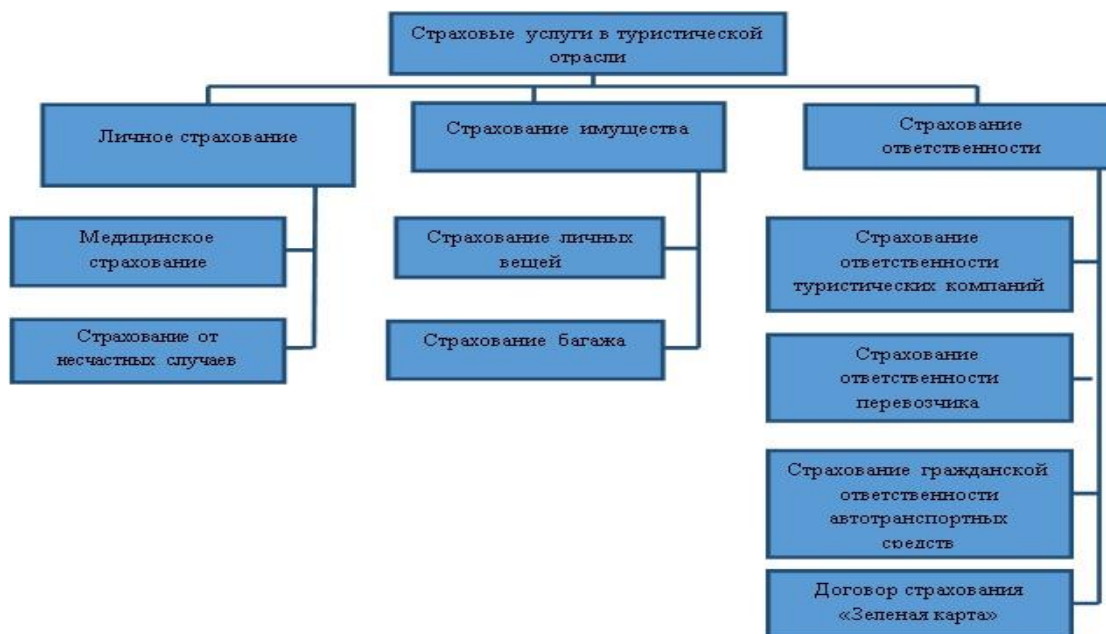 Страховые услуги в туристической
отрасли
Личное страхование
Страхование имущества
Страхование
ответственности
Медицинское
страхование
Страхование от
несчастных случаев
Страхование личных
вещей
Страхование багажа
Страхование
ответственности
туристических компаний
Страхование
ответственности
перевозчика
Страхование гражданской
ответственности
автотранспортных
средств
Договор страхования
«Зеленая карта»